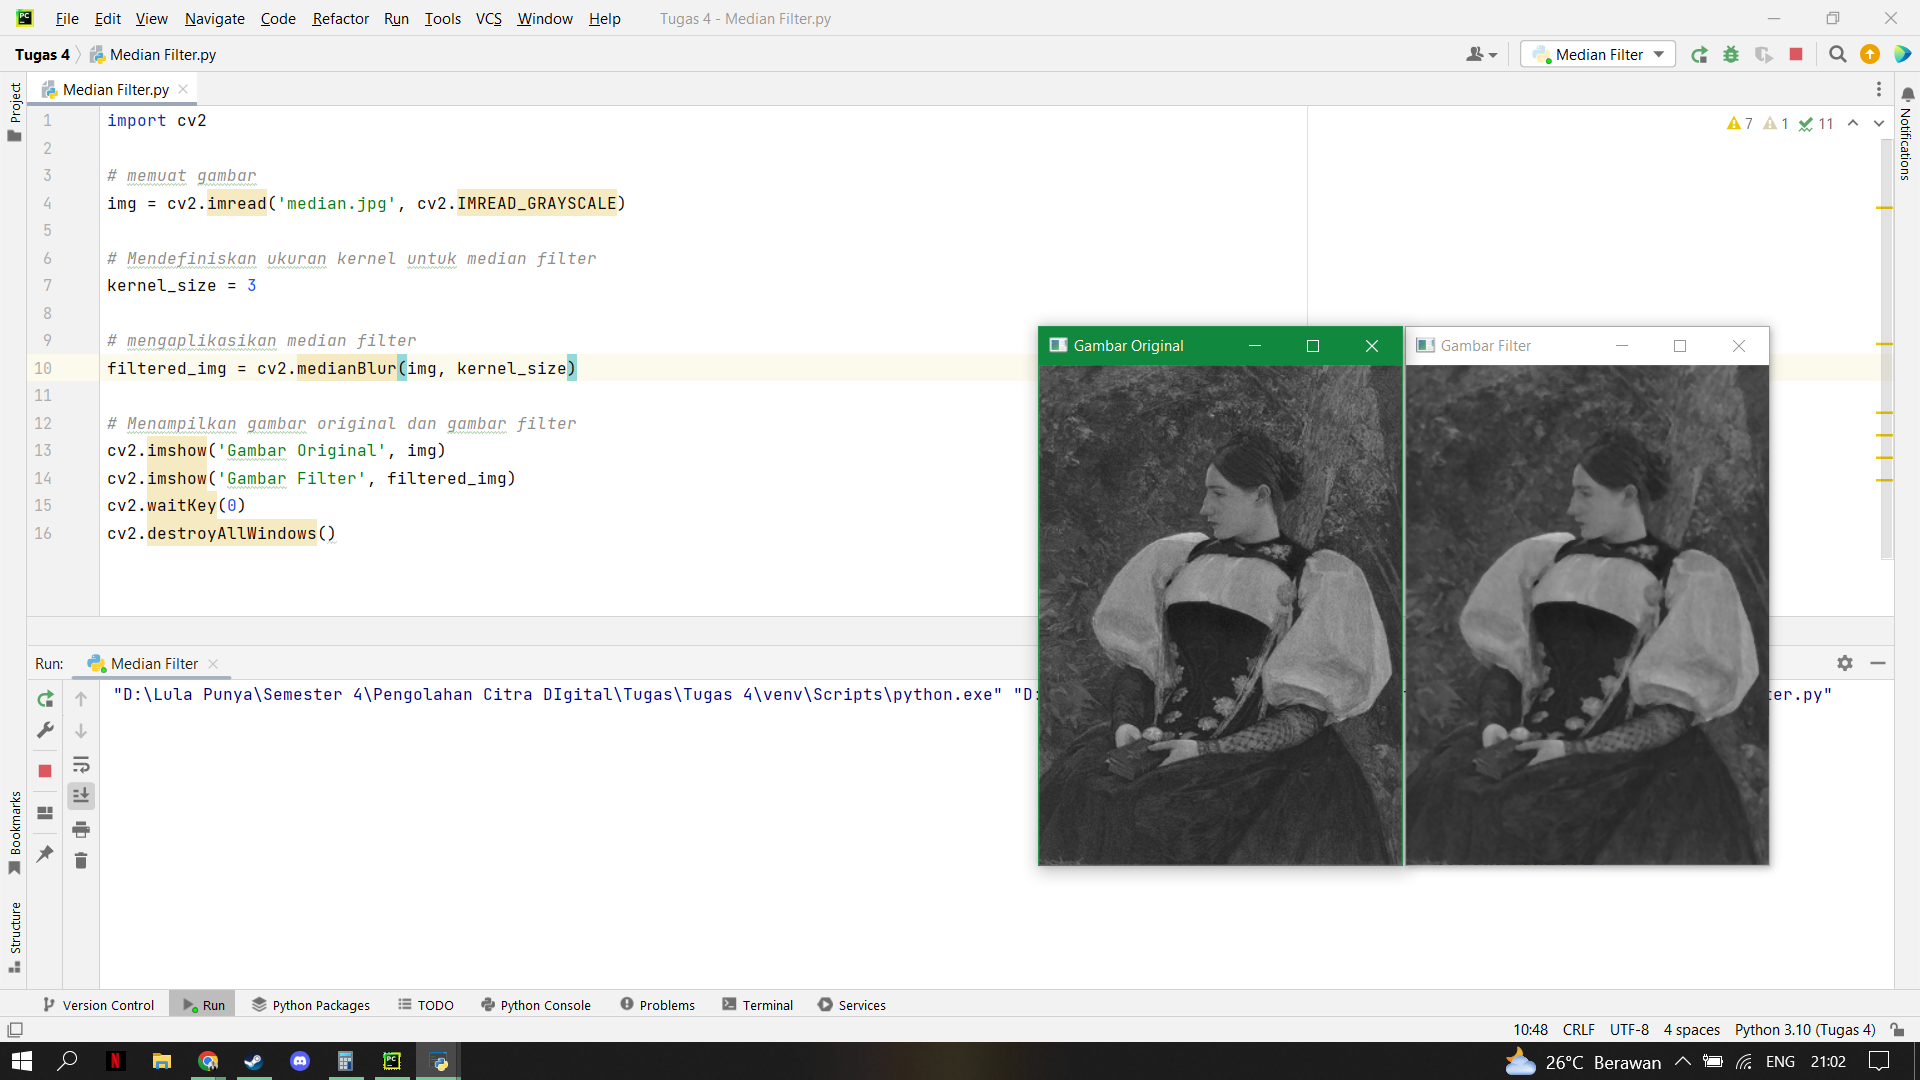 File Edit View Navigate Code Refactor Run Tools VCS Window Help Tugas 4 - Median Filter.py
Tugas 4 Median Filter.py Median Filter
Project
Median Filter.py
Notifications
7 1 11
1 import cv2
2
3 # memuat gambar
4 img = cv2.imread('median.jpg', cv2.IMREAD_GRAYSCALE)
5
6 # Mendefiniskan ukuran kernel untuk median filter
7 kernel_size = 3
8
9 # mengaplikasikan median filter
10 filtered_img = cv2.medianBlur(img, kernel_size)
11
12 # Menampilkan gambar original dan gambar filter
13 cv2.imshow('Gambar Original', img)
14 cv2.imshow('Gambar Filter', filtered_img)
15 cv2.waitKey(0)
16 cv2.destroyAllWindows()
Gambar Original
Gambar Filter
Run: Median Filter
"D:\Lula Punya\Semester 4\Pengolahan Citra DIgital\Tugas\Tugas 4\venv\Scripts\python.exe" "D: ter.py"
Bookmarks
Structure
Version Control Run Python Packages TODO Python Console Problems Terminal Services
10:48 CRLF UTF-8 4 spaces Python 3.10 (Tugas 4)
26°C Berawan ENG 21:02